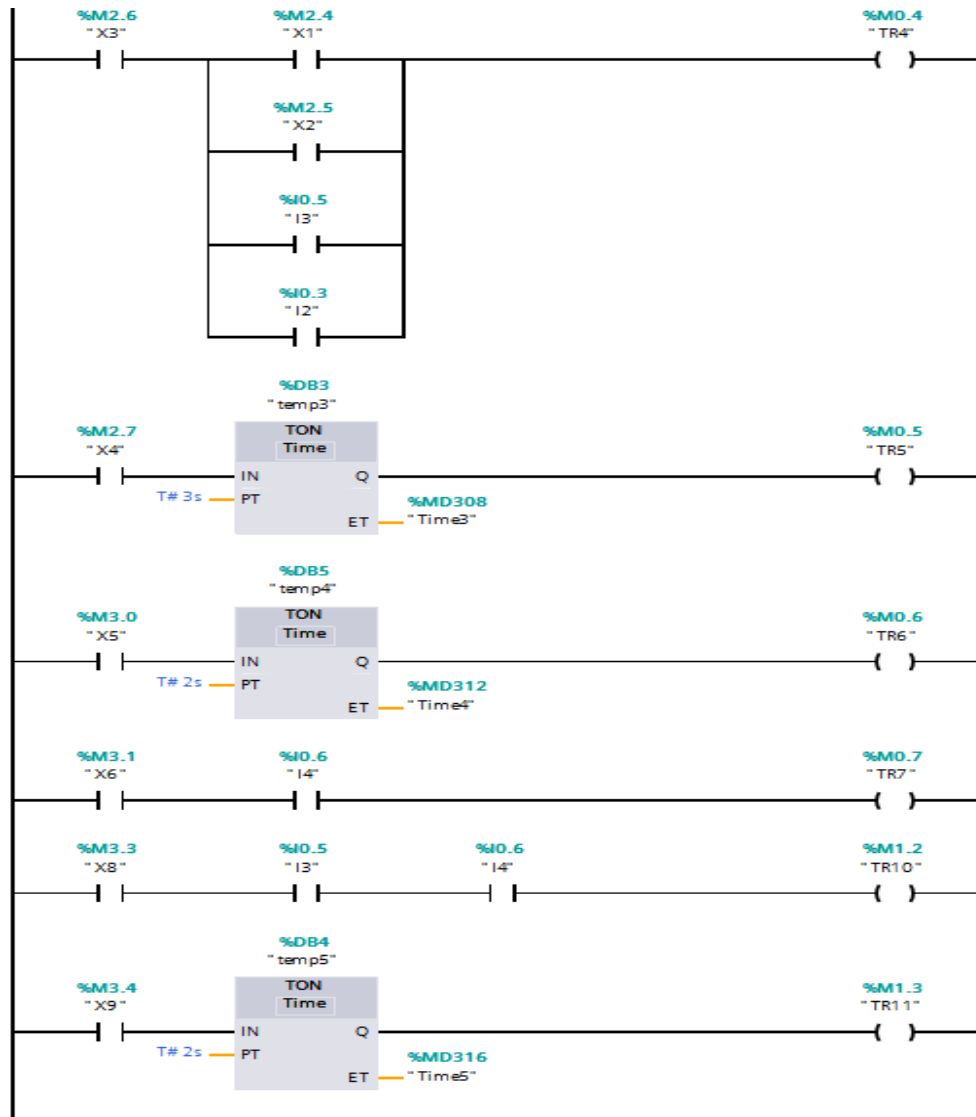 %M2.6 %M2.4 %M0.4
"X3" "X1" "TR4"
%M2.5
"X2"
%I0.5
"I3"
%I0.3
"I2"
%DB3
"temp3"
%M2.7 TON %M0.5
"X4" Time "TR5"
IN Q
T# 3s PT %MD308
ET "Time3"
%DB5
"temp4"
%M3.0 TON %M0.6
"X5" Time "TR6"
IN Q
T# 2s PT %MD312
ET "Time4"
%M3.1 %I0.6 %M0.7
"X6" "I4" "TR7"
%M3.3 %I0.5 %I0.6 %M1.2
"X8" "I3" "I4" "TR10"
%DB4
"temp5"
%M3.4 TON %M1.3
"X9" Time "TR11"
IN Q
T# 2s PT %MD316
ET "Time5"